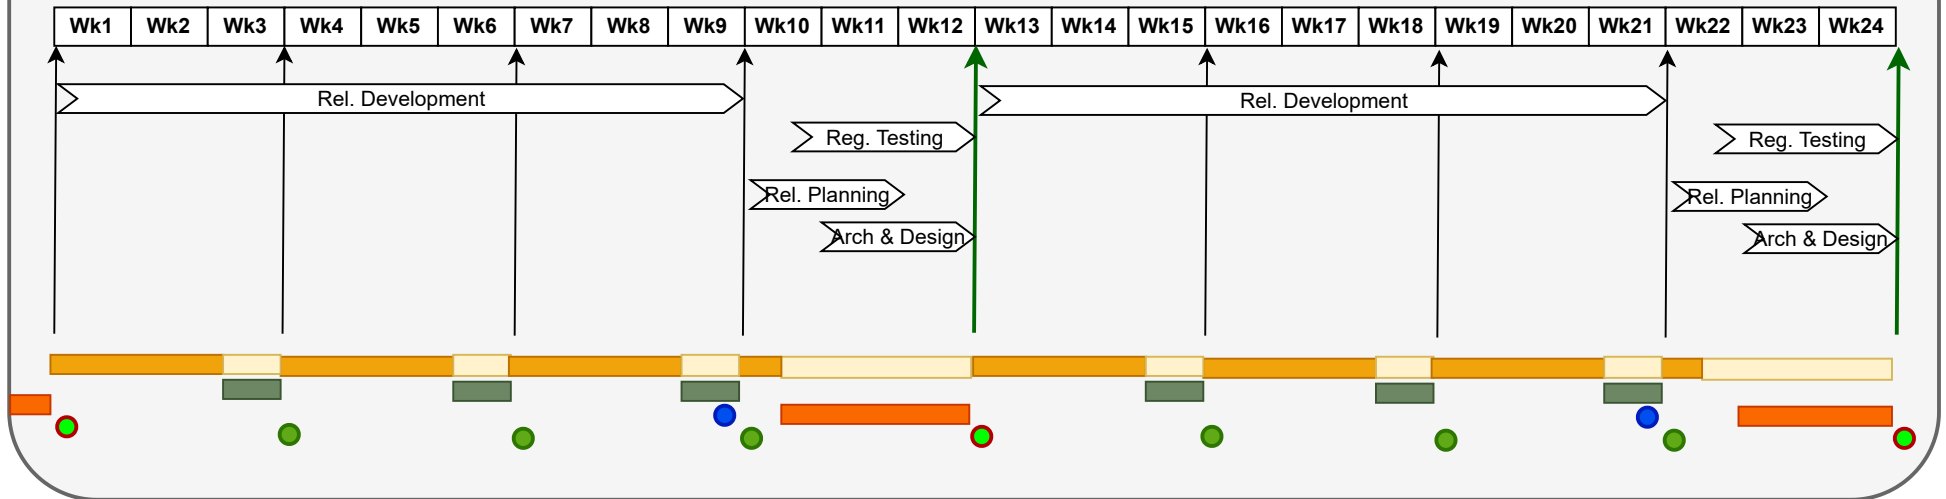 Wk1 Wk2 Wk3 Wk4 Wk5 Wk6 Wk7 Wk8 Wk9 Wk10 Wk11 Wk12 Wk13 Wk14 Wk15 Wk16 Wk17 Wk18 Wk19 Wk20 Wk21 Wk22 Wk23 Wk24
Rel. Development Rel. Development
Reg. Testing Reg. Testing
Rel. Planning Rel. Planning
Arch & Design Arch & Design